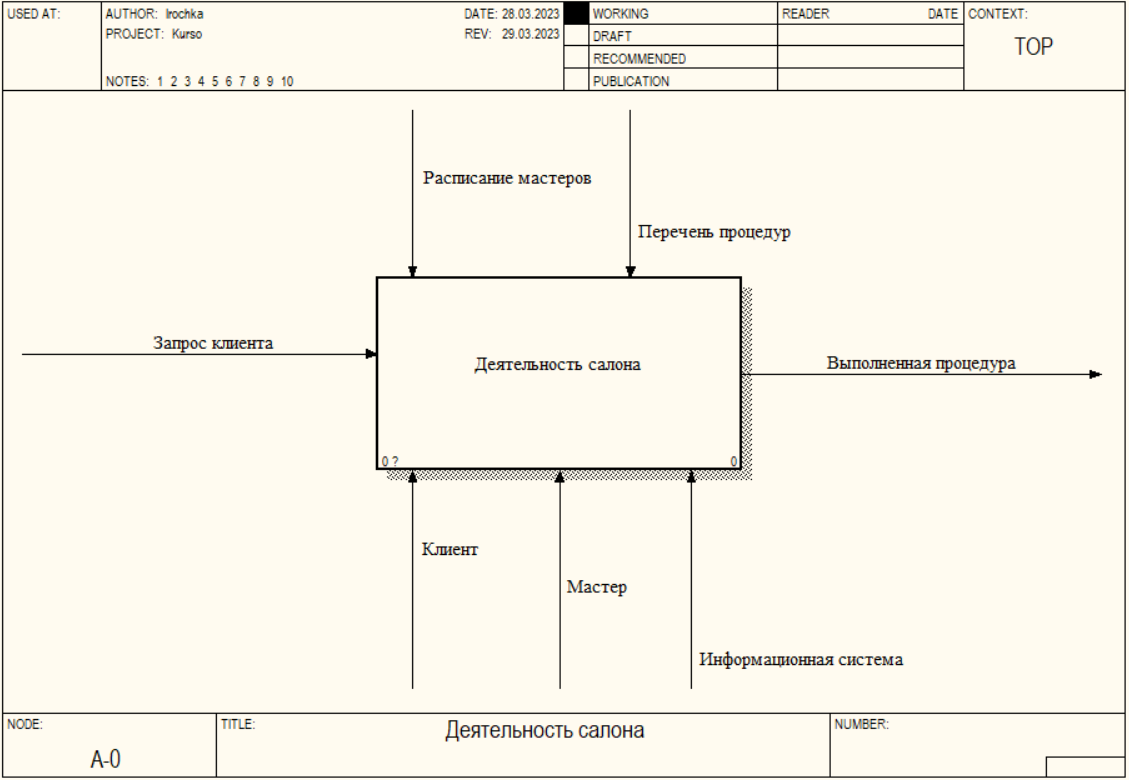 USED AT:
AUTHOR: Irochka
DATE: 28.03.2023
WORKING
READER
DATE
CONTEXT:
PROJECT: Kurso
REV: 29.03.2023
DRAFT
TOP
RECOMMENDED
NOTES: 1 2 3 4 5 6 7 8 9 10
PUBLICATION
Расписание мастеров
Перечень процедур
Запрос клиента
Деятельность салона
Выполненная процедура
0 ?
0
Клиент
Мастер
Информационная система
NODE:
TITLE:
Деятельность салона
NUMBER:
A-0